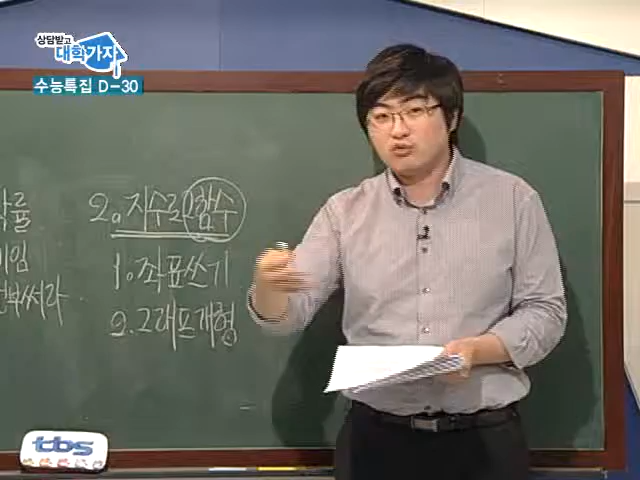 상담받고
대학가자
수능특집 D-30
2. 지수로그함수
1. 좌표쓰기
2. 그래프개형
tbs